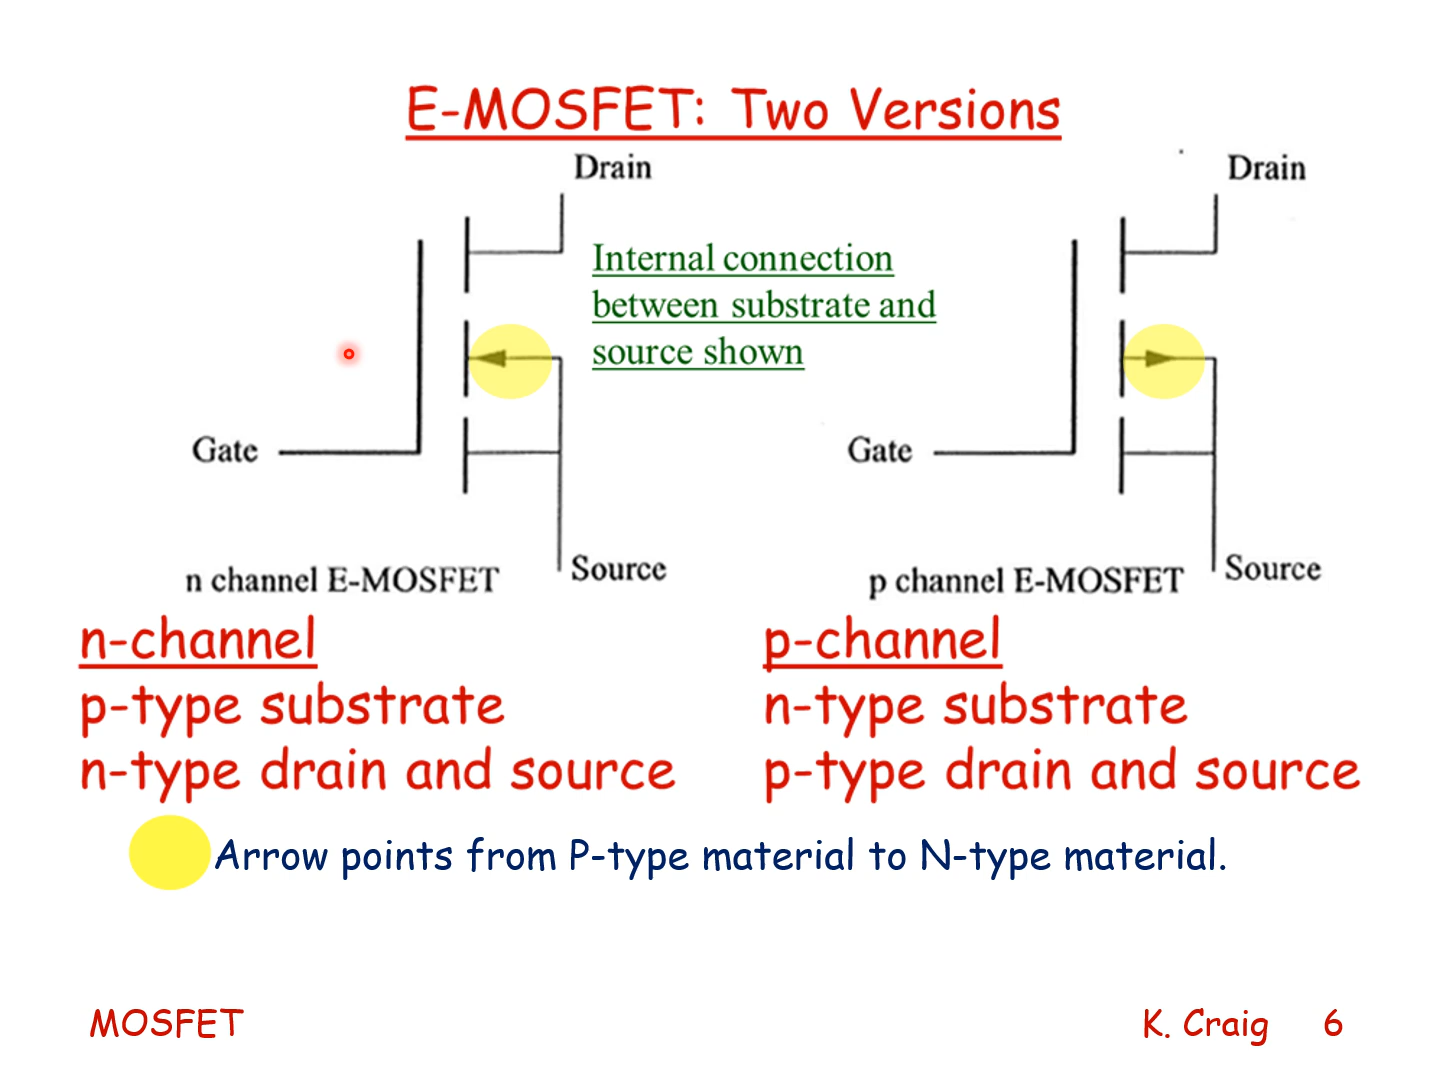 E-MOSFET: Two Versions
Drain
Internal connection
between substrate and
source shown
Gate
n channel E-MOSFET
Source
Drain
Gate
p channel E-MOSFET
Source
n-channel
p-type substrate
n-type drain and source
p-channel
n-type substrate
p-type drain and source
Arrow points from P-type material to N-type material.
MOSFET
K. Craig 6